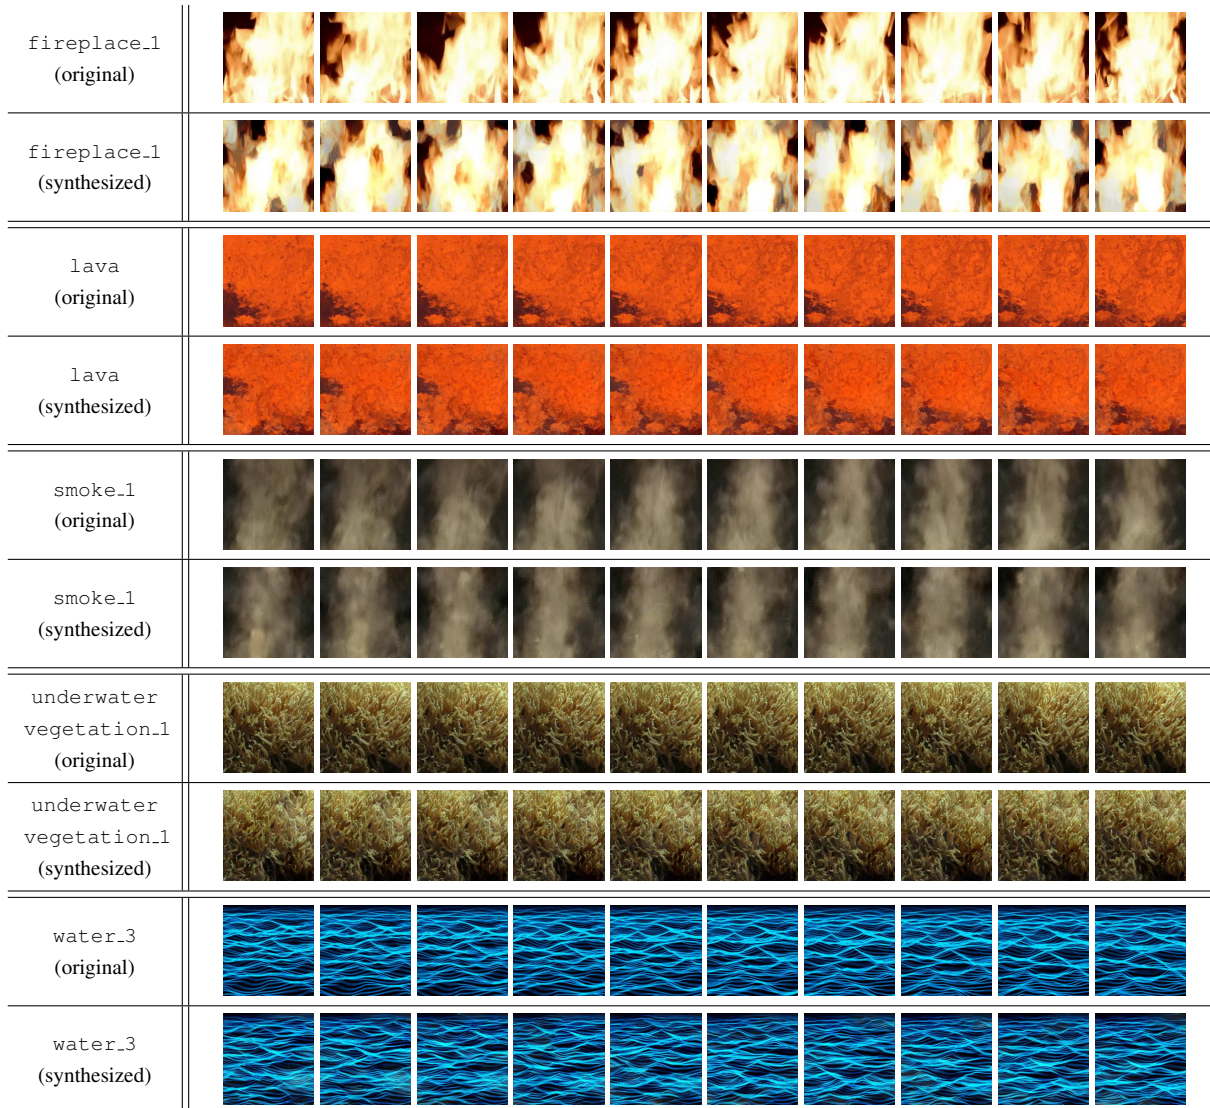 fireplace_1
(original)
fireplace_1
(synthesized)
lava
(original)
lava
(synthesized)
smoke_1
(original)
smoke_1
(synthesized)
underwater
vegetation_1
(original)
underwater
vegetation_1
(synthesized)
water_3
(original)
water_3
(synthesized)